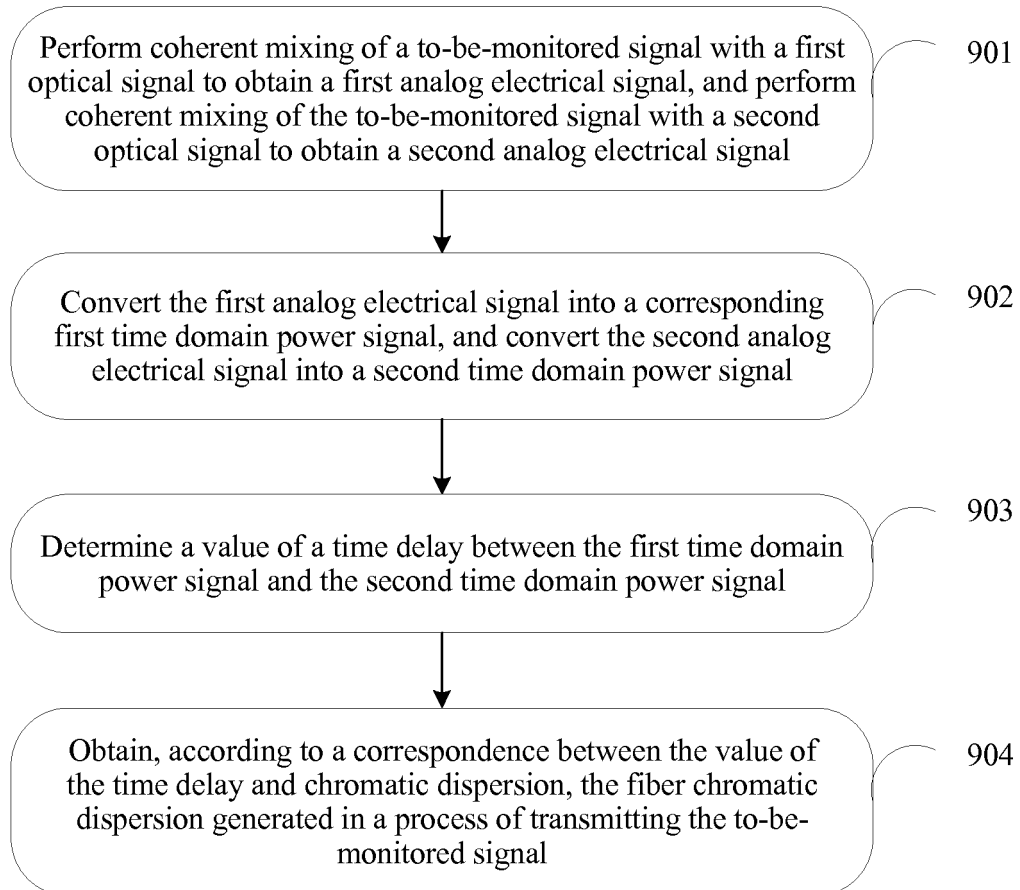 Perform coherent mixing of a to-be-monitored signal with a first
optical signal to obtain a first analog electrical signal, and perform
coherent mixing of the to-be-monitored signal with a second
optical signal to obtain a second analog electrical signal
901
Convert the first analog electrical signal into a corresponding
first time domain power signal, and convert the second analog
electrical signal into a second time domain power signal
902
Determine a value of a time delay between the first time domain
power signal and the second time domain power signal
903
Obtain, according to a correspondence between the value of
the time delay and chromatic dispersion, the fiber chromatic
dispersion generated in a process of transmitting the to-be-
monitored signal
904